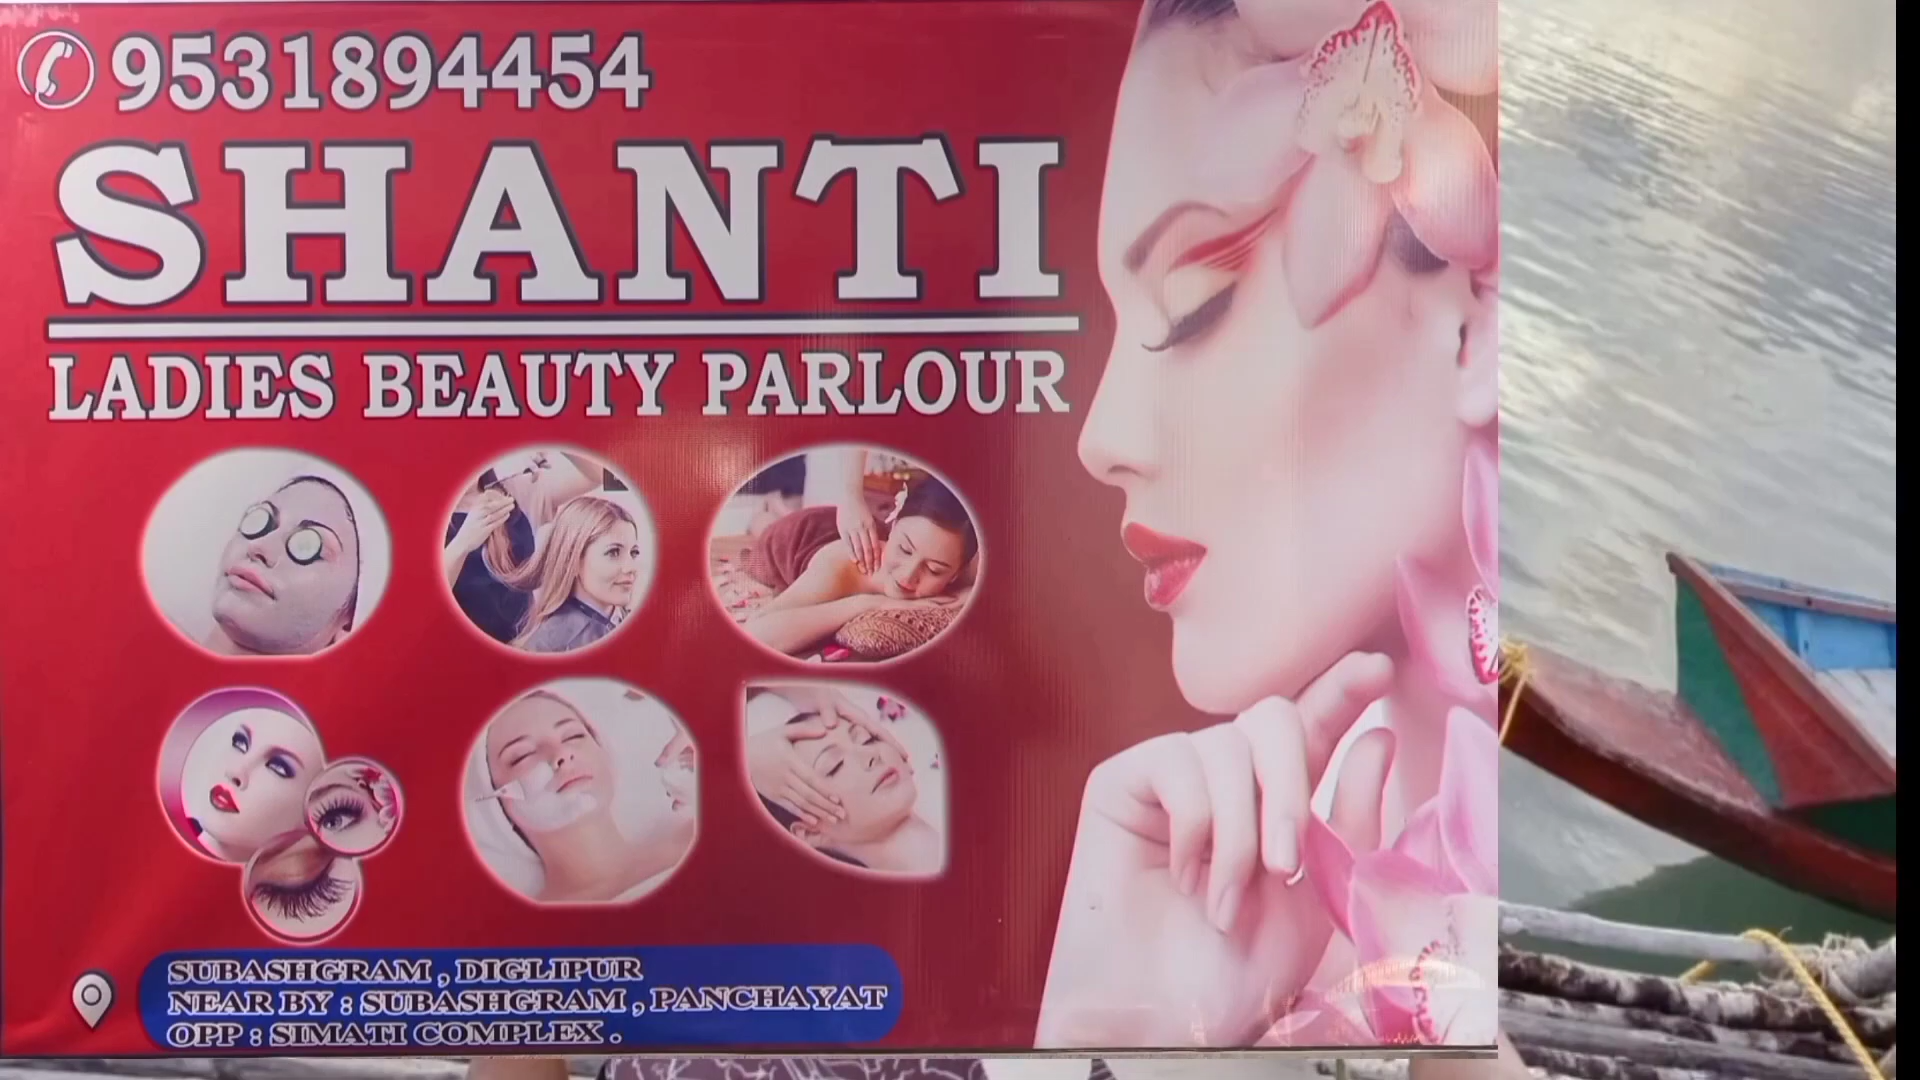 9531894454
SHANTI
LADIES BEAUTY PARLOUR
SUBASHGRAM , DIGLIPUR
NEAR BY : SUBASHGRAM , PANCHAYAT
OPP : SIMATI COMPLEX .